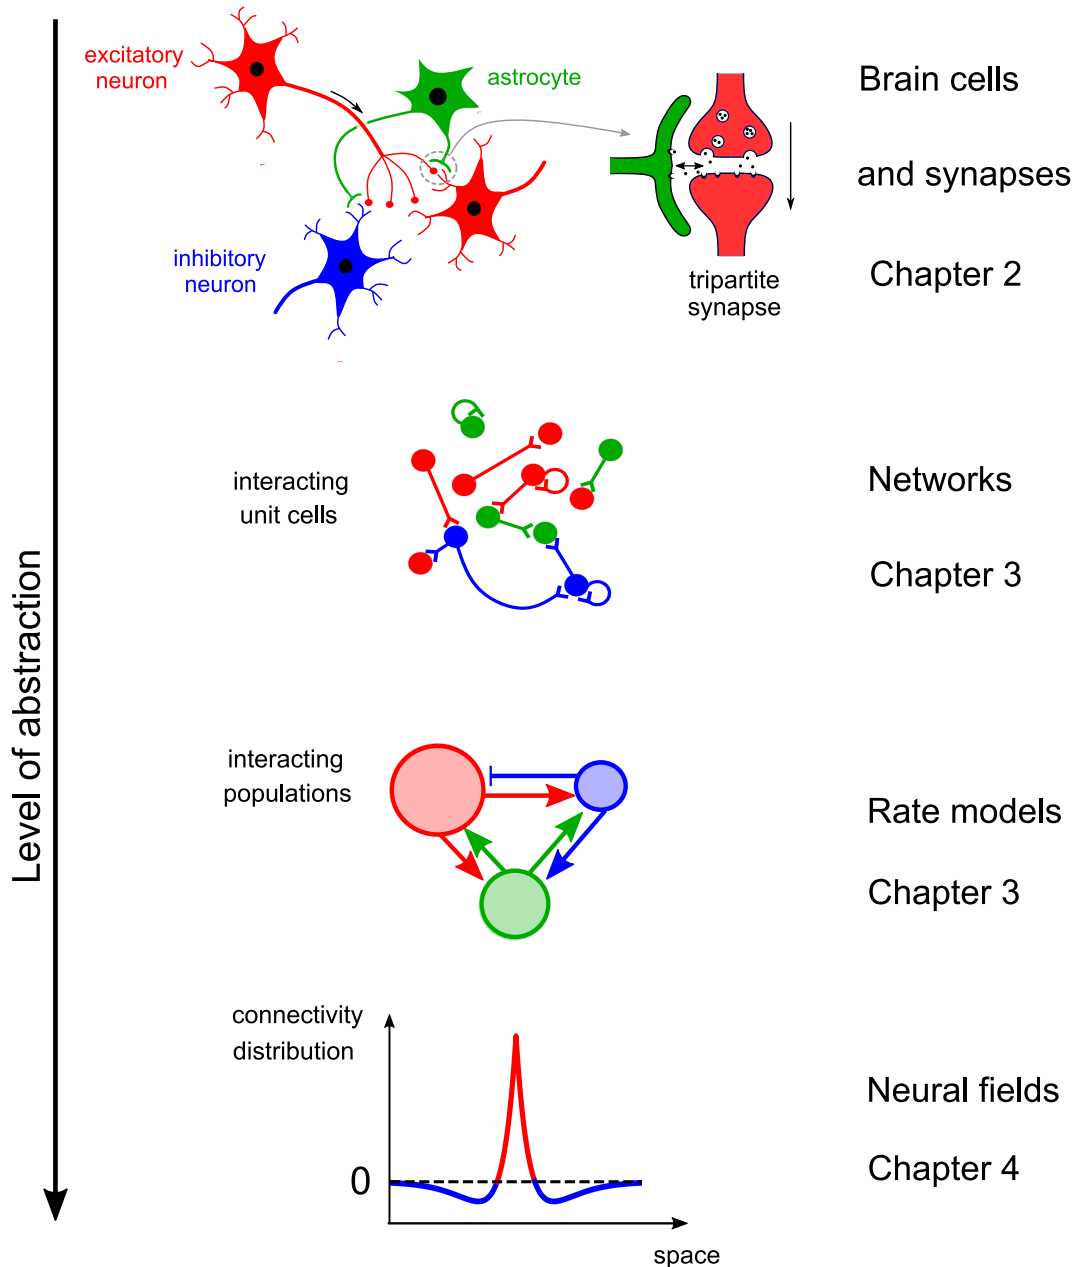 excitatory
neuron
astrocyte
inhibitory
neuron
tripartite
synapse
Brain cells
and synapses
Chapter 2
interacting
unit cells
Networks
Chapter 3
Level of abstraction
interacting
populations
Rate models
Chapter 3
connectivity
distribution
0
space
Neural fields
Chapter 4